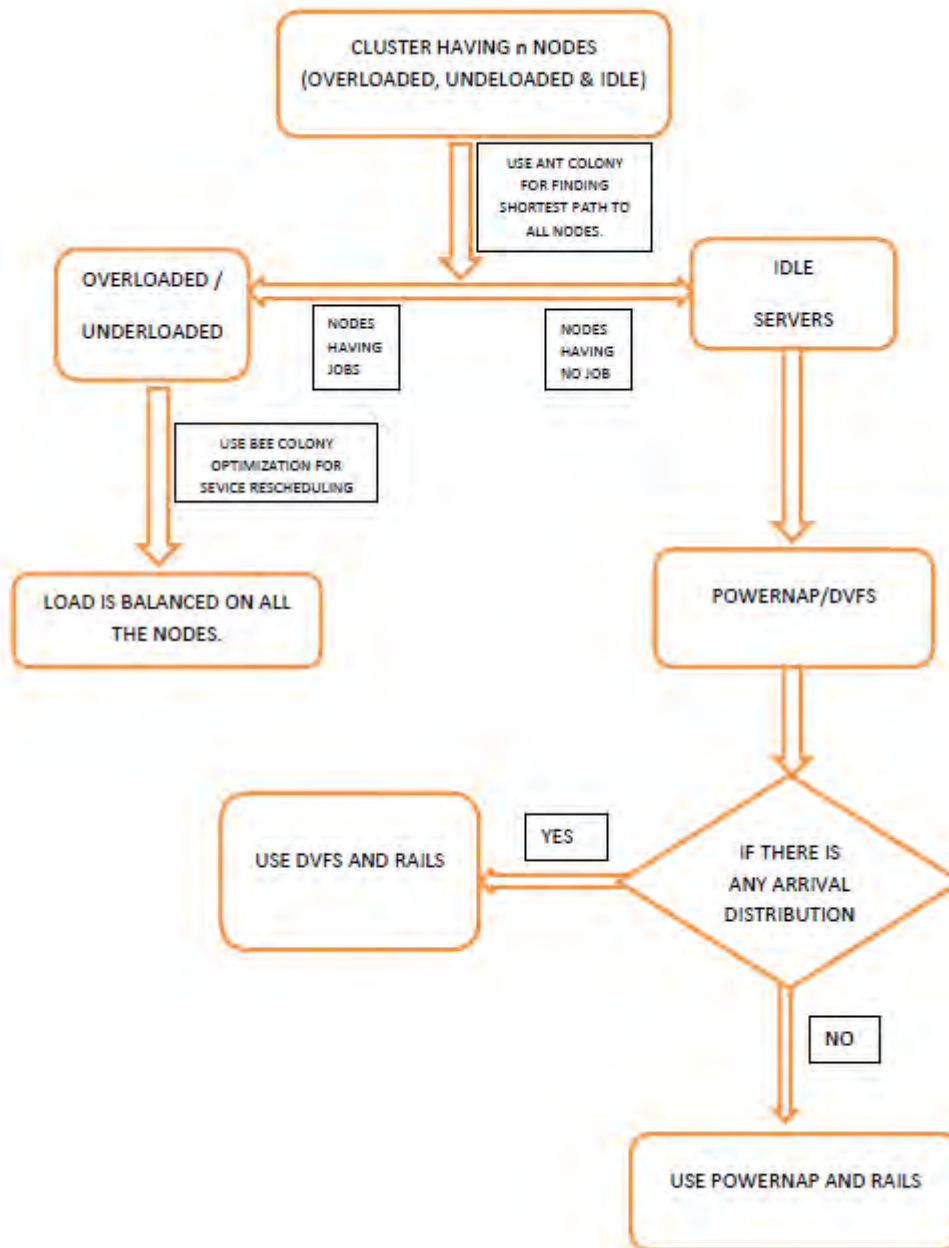 CLUSTER HAVING n NODES
(OVERLOADED, UNDELOADED & IDLE)
USE ANT COLONY
FOR FINDING
SHORTEST PATH TO
ALL NODES.
OVERLOADED /
UNDERLOADED
IDLE
SERVERS
NODES
HAVING
JOBS
NODES
HAVING
NO JOB
USE BEE COLONY
OPTIMIZATION FOR
SEVICE RESCHEDULING
LOAD IS BALANCED ON ALL
THE NODES.
POWERNAP/DVFS
IF THERE IS
ANY ARRIVAL
DISTRIBUTION
YES
USE DVFS AND RAILS
NO
USE POWERNAP AND RAILS